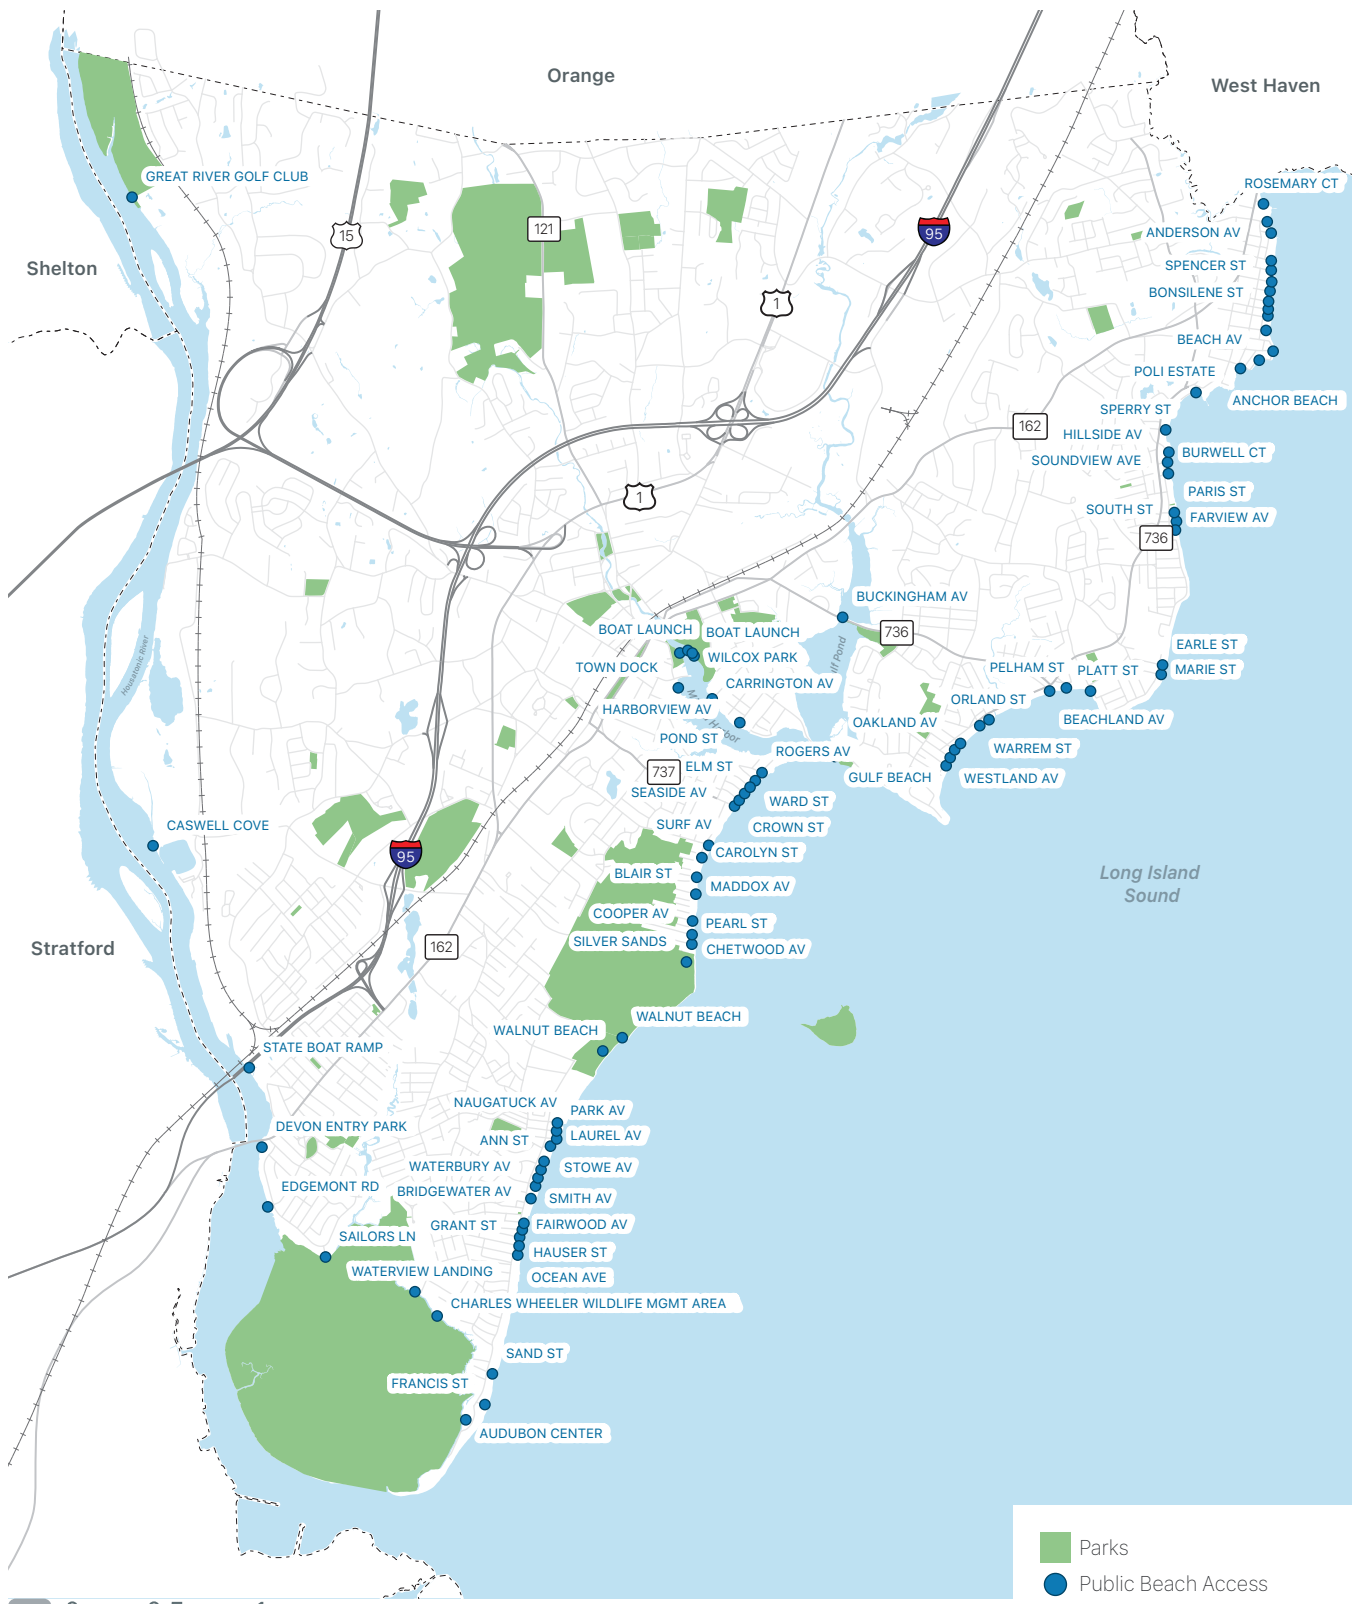 Orange
West Haven
GREAT RIVER GOLF CLUB
ROSEMARY CT
15
121
95
ANDERSON AV
Shelton
SPENCER ST
BONSILENE ST
1
BEACH AV
POLI ESTATE
ANCHOR BEACH
SPERRY ST
162
HILLSIDE AV
BURWELL CT
SOUNDVIEW AVE
1
PARIS ST
SOUTH ST
FARVIEW AV
736
BUCKINGHAM AV
BOAT LAUNCH
BOAT LAUNCH
736
EARLE ST
WILCOX PARK
TOWN DOCK
PELHAM ST
PLATT ST
MARIE ST
Housatonic River
CARRINGTON AV
ORLAND ST
HARBORVIEW AV
OAKLAND AV
BEACHLAND AV
POND ST
ROGERS AV
WARREM ST
737
ELM ST
GULF BEACH
WESTLAND AV
SEASIDE AV
WARD ST
CASWELL COVE
SURF AV
CROWN ST
95
CAROLYN ST
BLAIR ST
Long Island
Sound
MADDOX AV
COOPER AV
PEARL ST
Stratford
162
SILVER SANDS
CHETWOOD AV
WALNUT BEACH
WALNUT BEACH
STATE BOAT RAMP
NAUGATUCK AV
PARK AV
DEVON ENTRY PARK
ANN ST
LAUREL AV
WATERBURY AV
STOWE AV
EDGEMONT RD
BRIDGEWATER AV
SMITH AV
GRANT ST
FAIRWOOD AV
SAILORS LN
HAUSER ST
WATERVIEW LANDING
OCEAN AVE
CHARLES WHEELER WILDLIFE MGMT AREA
SAND ST
FRANCIS ST
AUDUBON CENTER
Parks
Public Beach Access